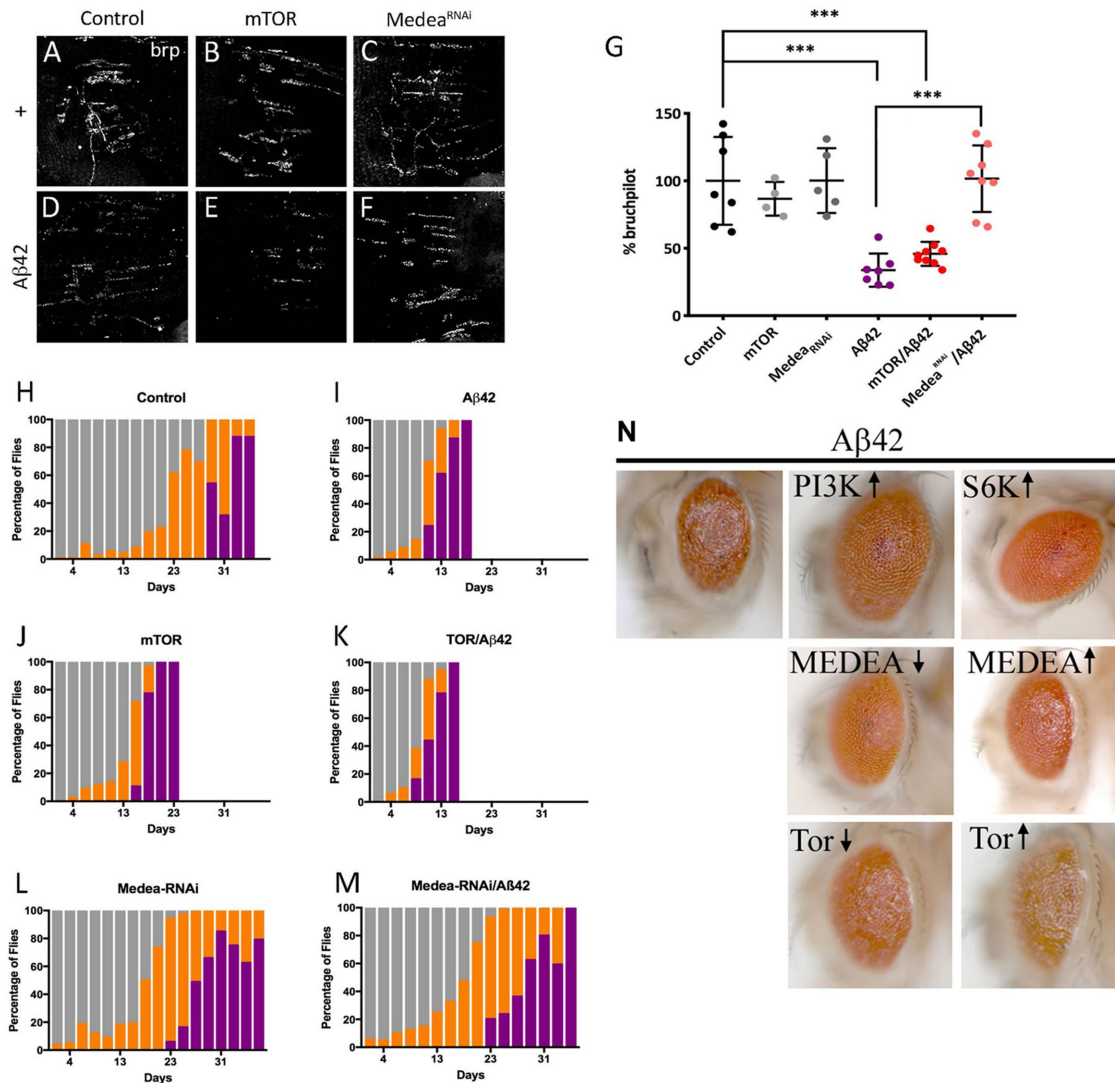 Control mTOR Medea^RNAi
+
A brp B C
Aβ42
D E F
G
*** 
***
***
% bruchpilot
150
100
50
0
Control mTOR Medea RNAi Aβ42 mTOR/Aβ42 Medea RNAi /Aβ42
H Control
Percentage of Flies
100
80
60
40
20
0
4 13 23 31
Days
I Aβ42
Percentage of Flies
100
80
60
40
20
0
4 13 23 31
Days
J mTOR
Percentage of Flies
100
80
60
40
20
0
4 13 23 31
Days
K TOR/Aβ42
Percentage of Flies
100
80
60
40
20
0
4 13 23 31
Days
L Medea-RNAi
Percentage of Flies
100
80
60
40
20
0
4 13 23 31
Days
M Medea-RNAi/Aß42
Percentage of Flies
100
80
60
40
20
0
4 13 23 31
Days
N Aβ42
PI3K↑ S6K↑
MEDEA↓ MEDEA↑
Tor↓ Tor↑